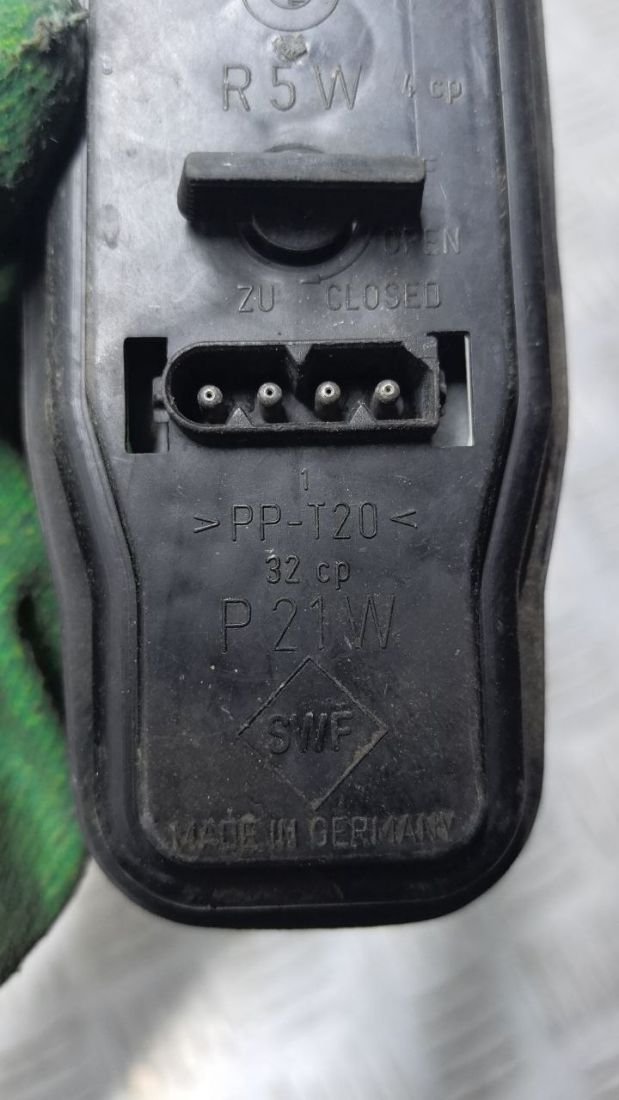 R5W 4 cp
OPEN
ZU CLOSED
1
>PP-T20<
32 cp
P21W
SWF
MADE IN GERMANY